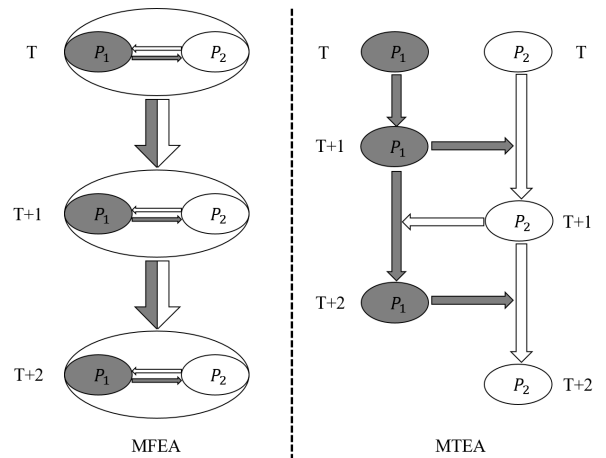 T P₁ P₂
T+1 P₁ P₂
T+2 P₁ P₂
MFEA
T P₁ P₂ T
T+1 P₁
P₂ T+1
T+2 P₁
P₂ T+2
MTEA